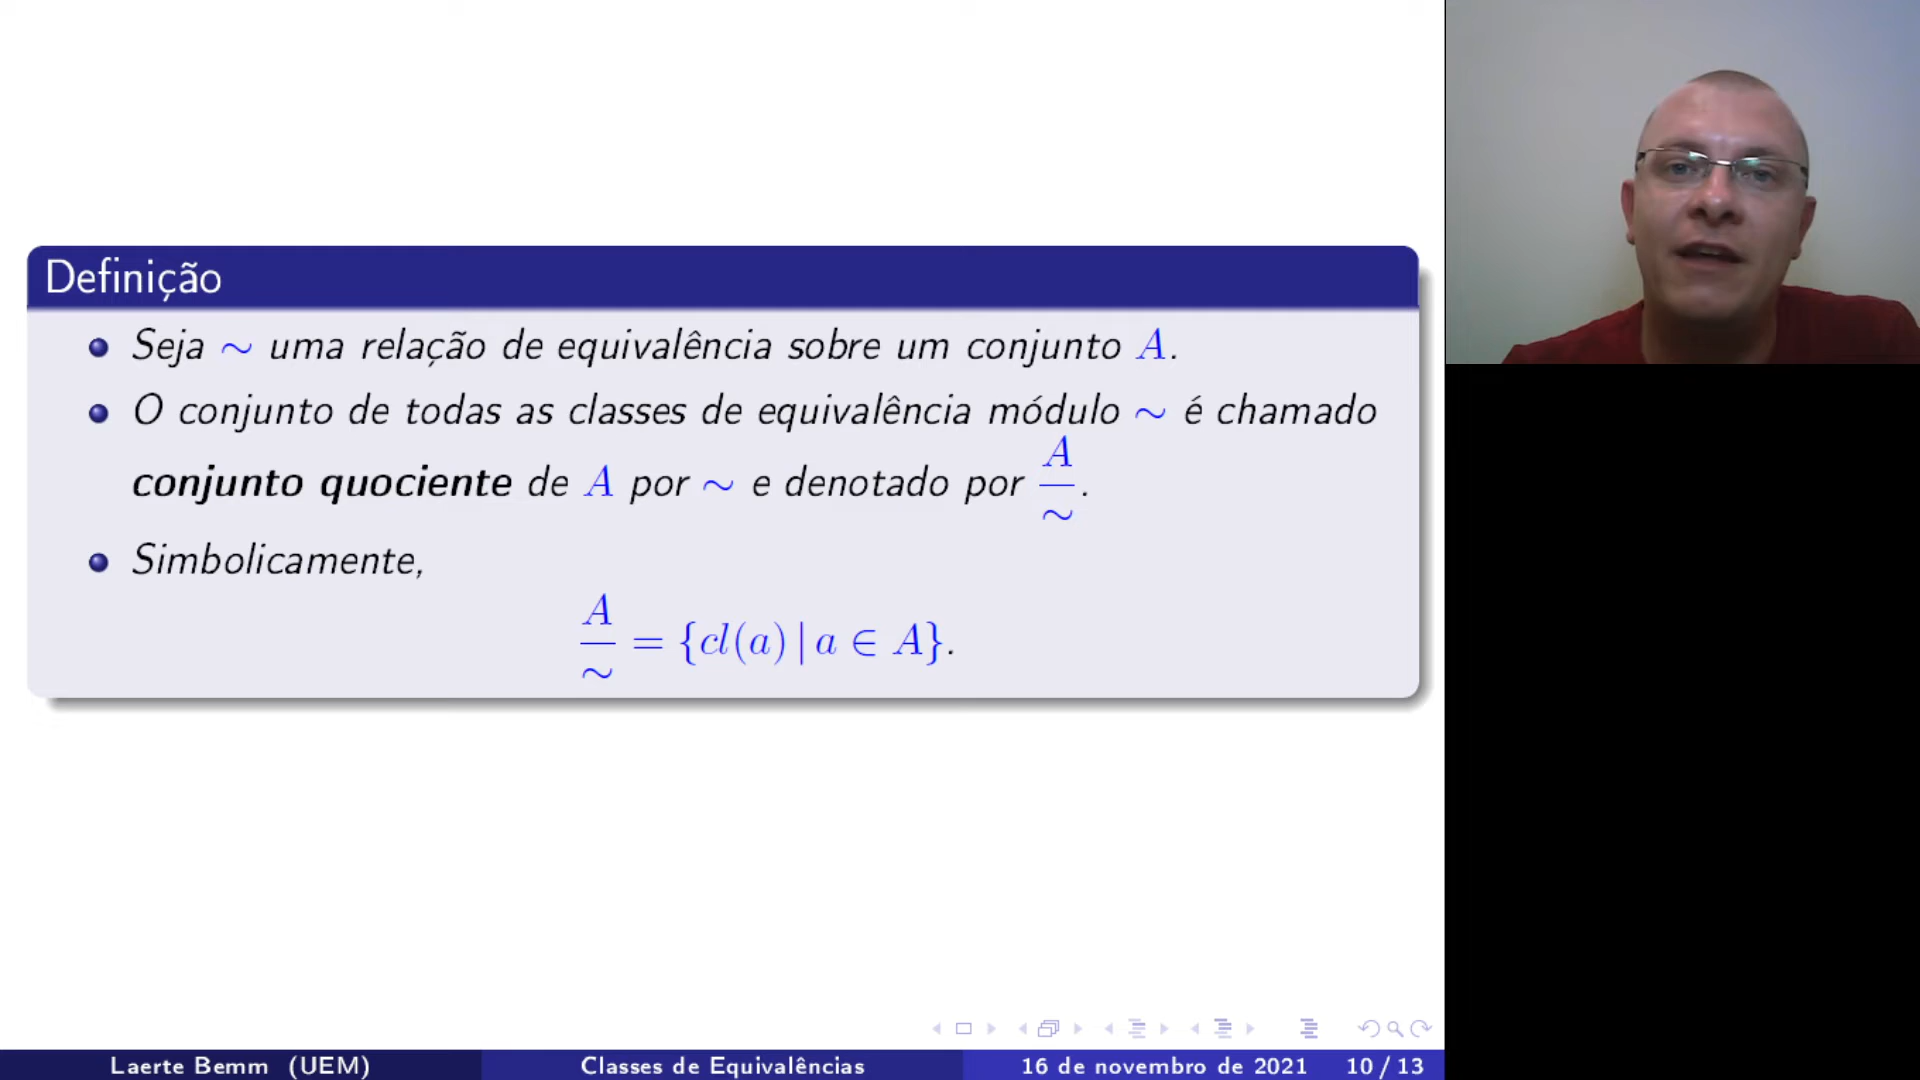 Definição
Seja ∼ uma relação de equivalência sobre um conjunto A.
O conjunto de todas as classes de equivalência módulo ∼ é chamado
conjunto quociente de A por ∼ e denotado por A/∼.
Simbolicamente,
A/∼ = {cl(a) | a ∈ A}.
Laerte Bemm (UEM) Classes de Equivalências 16 de novembro de 2021 10 / 13